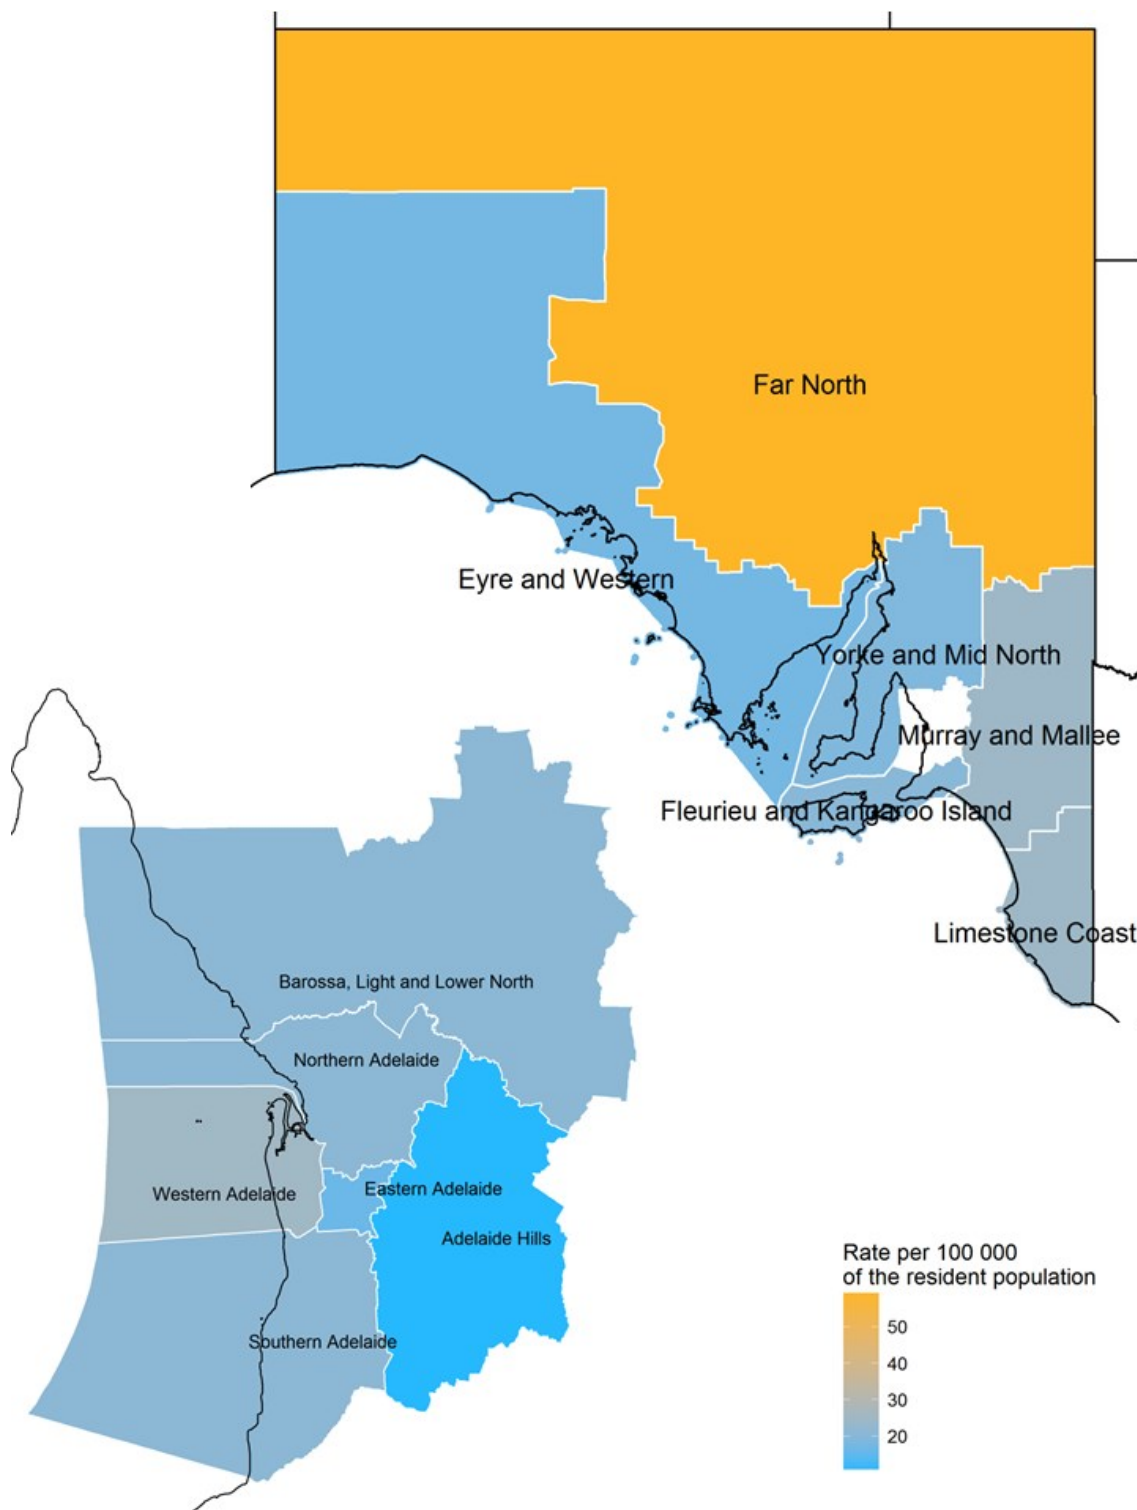 Far North
Eyre and Western
Yorke and Mid North
Murray and Mallee
Fleurieu and Kangaroo Island
Limestone Coast
Barossa, Light and Lower North
Northern Adelaide
Western Adelaide
Eastern Adelaide
Adelaide Hills
Southern Adelaide
Rate per 100 000
of the resident population
50
40
30
20